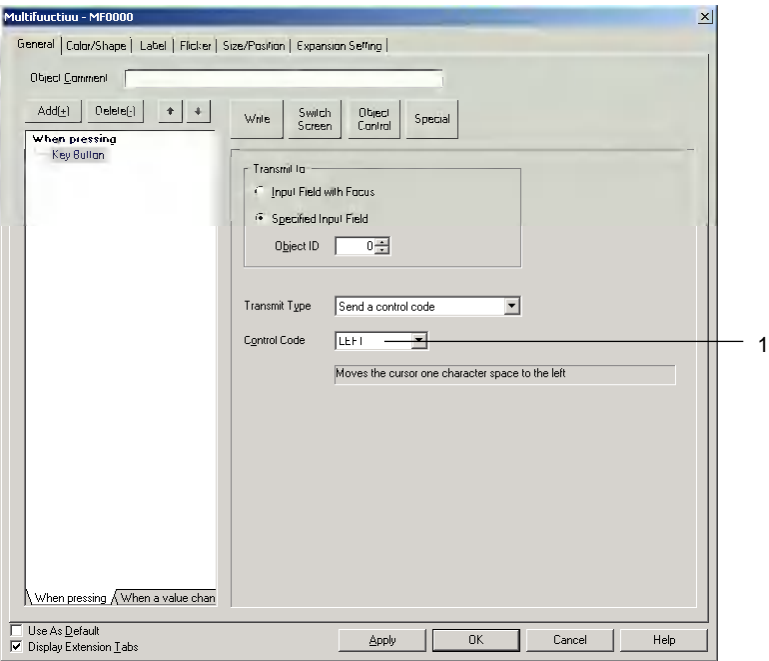 Multifuuctiuu - MF0000
General Color/Shape Label Flicker Size/Position Expansion Setting
Object Comment
Add(+) Delete(-) Write Switch Screen Object Control Special
When pressing
Key Button
Transmit to
Input Field with Focus
Specified Input Field
Object ID 0
Transmit Type Send a control code
Control Code LEFT 1
Moves the cursor one character space to the left
When pressing When a value chan
Use As Default
Display Extension Tabs
Apply OK Cancel Help